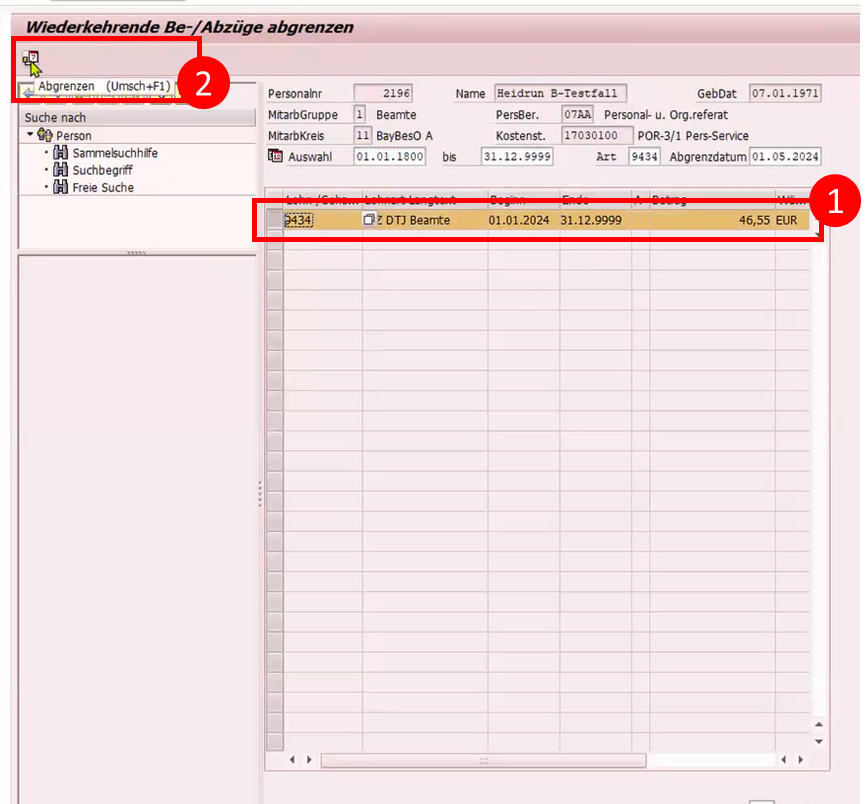 Wiederkehrende Be-/Abzüge abgrenzen
Abgrenzen (Umsch+F1)
2
Suche nach
Person
Sammelsuchhilfe
Suchbegriff
Freie Suche
Personalnr 2196 Name Heidrun B-Testfall GebDat 07.01.1971
MitarbGruppe 1 Beamte PersBer. 07AA Personal- u. Org.referat
MitarbKreis 11 BayBesO A Kostenst. 17030100 POR-3/1 Pers-Service
Auswahl 01.01.1800 bis 31.12.9999 Art 9434 Abgrenzdatum 01.05.2024
Lohnart Langtext Beginn Ende A Betrag Wä...
1
9434 Z DTJ Beamte 01.01.2024 31.12.9999 46,55 EUR